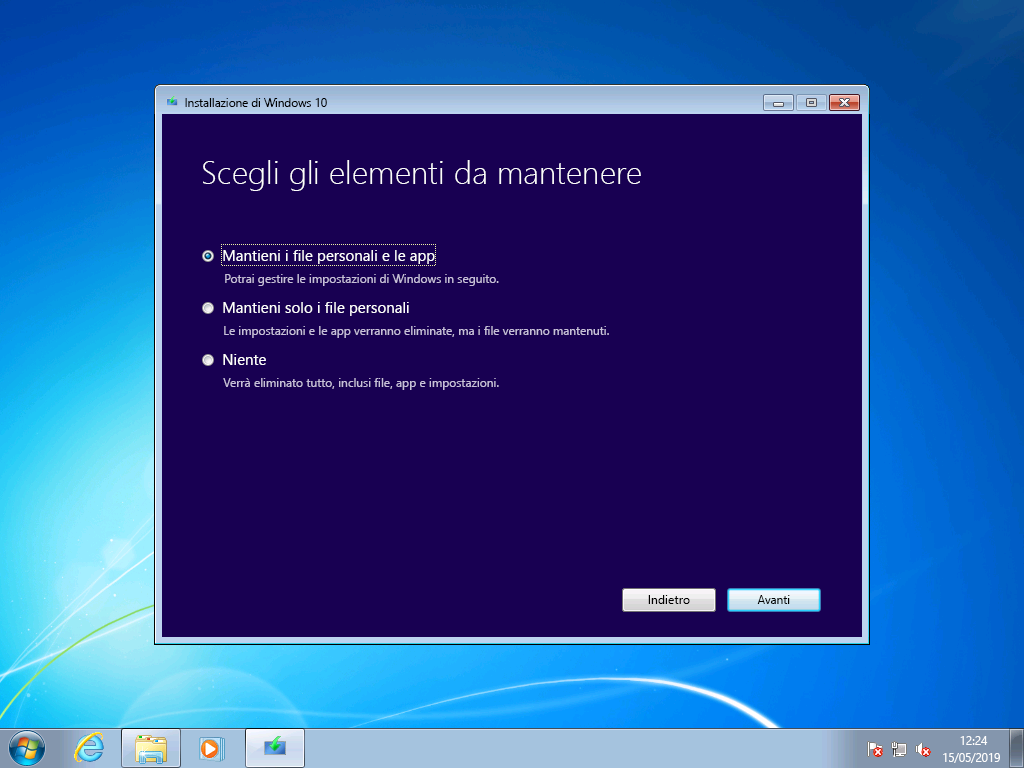 Installazione di Windows 10
Scegli gli elementi da mantenere
Mantieni i file personali e le app
Potrai gestire le impostazioni di Windows in seguito.
Mantieni solo i file personali
Le impostazioni e le app verranno eliminate, ma i file verranno mantenuti.
Niente
Verrà eliminato tutto, inclusi file, app e impostazioni.
Indietro
Avanti
12:24
15/05/2019